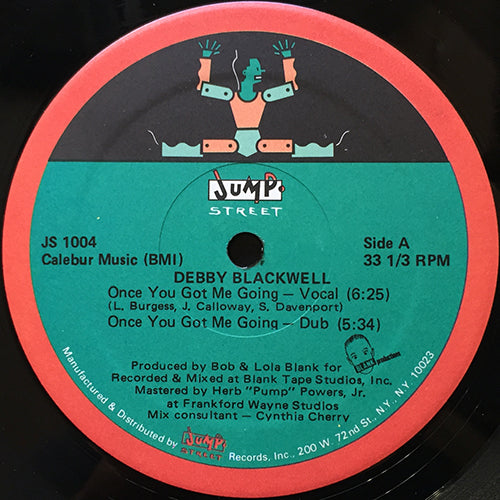 JUMP
STREET
JS 1004
Side A
Calebur Music (BMI)
33 1/3 RPM
DEBBY BLACKWELL
Once You Got Me Going — Vocal (6:25)
(L. Burgess, J. Calloway, S. Davenport)
Once You Got Me Going — Dub (5:34)
BLANK productions
Produced by Bob & Lola Blank for
Recorded & Mixed at Blank Tape Studios, Inc.
Mastered by Herb "Pump" Powers, Jr.
at Frankford Wayne Studios
Mix consultant — Cynthia Cherry
Manufactured & Distributed by JUMP STREET Records, Inc., 200 W. 72nd St., N.Y., N.Y. 10023